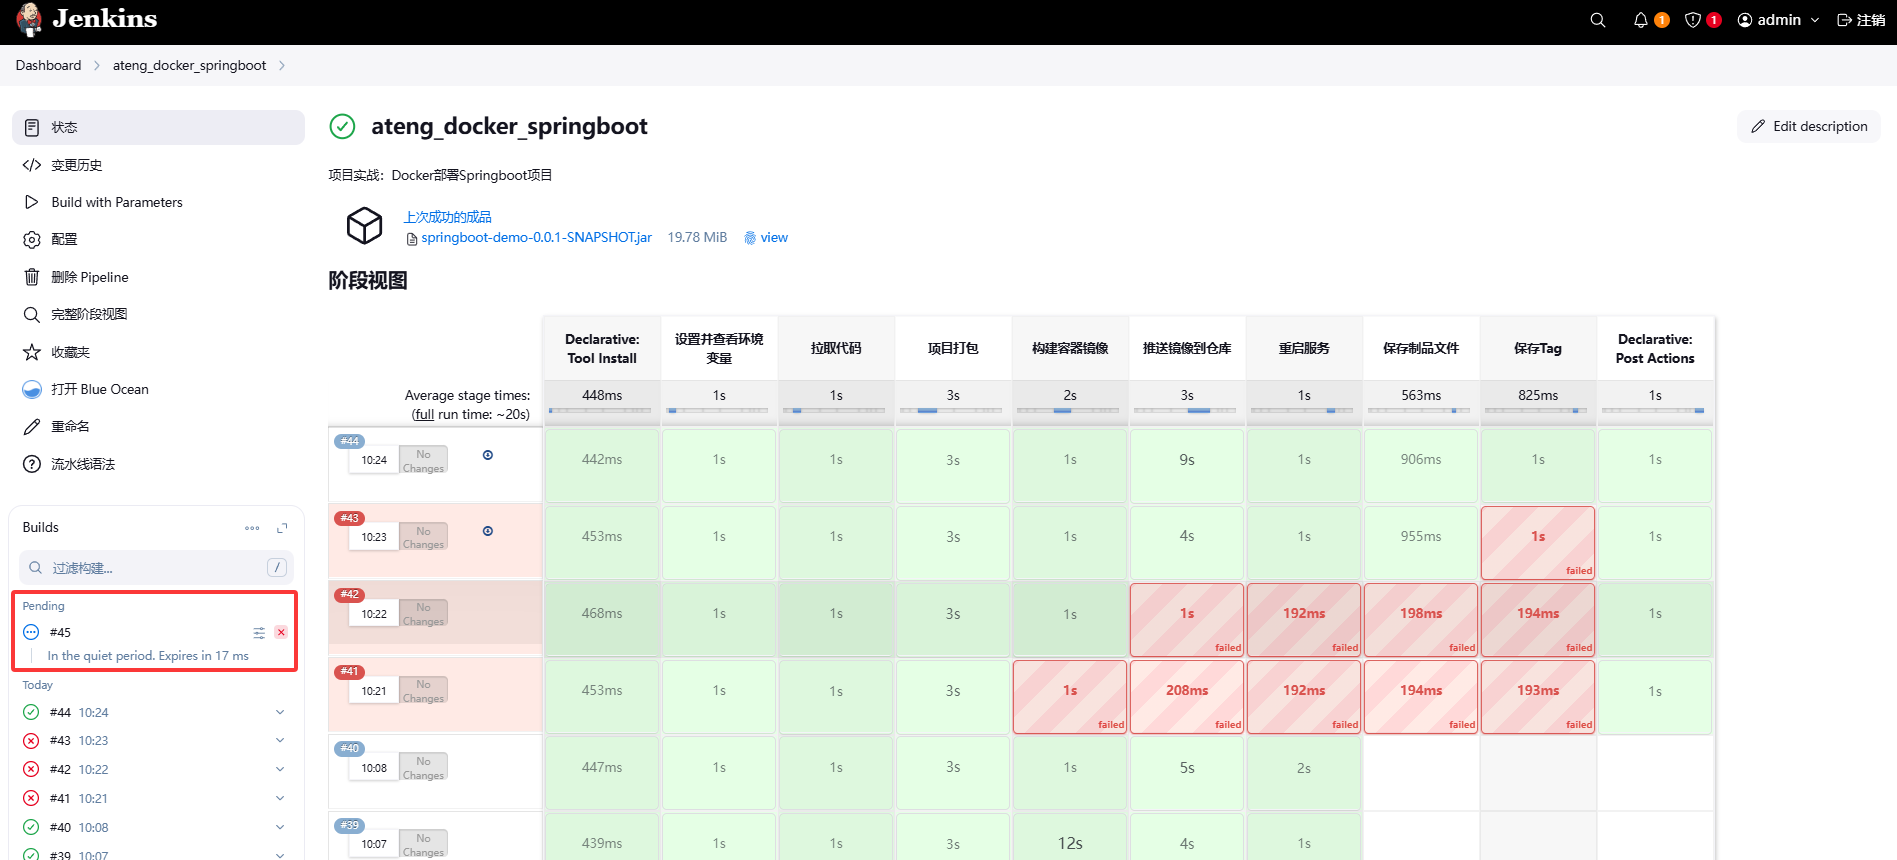 Jenkins
1
1
admin
注销
Dashboard
ateng_docker_springboot
状态
变更历史
Build with Parameters
配置
删除 Pipeline
完整阶段视图
收藏夹
打开 Blue Ocean
重命名
流水线语法
Builds
过滤构建...
/
Pending
#45
In the quiet period. Expires in 17 ms
Today
#44 10:24
#43 10:23
#42 10:22
#41 10:21
#40 10:08
#39 10:07
ateng_docker_springboot
Edit description
项目实战：Docker部署Springboot项目
上次成功的成品
springboot-demo-0.0.1-SNAPSHOT.jar 19.78 MiB view
阶段视图
Declarative: Tool Install
设置并查看环境变量
拉取代码
项目打包
构建容器镜像
推送镜像到仓库
重启服务
保存制品文件
保存Tag
Declarative: Post Actions
Average stage times:
(full run time: ~20s)
448ms 1s 1s 3s 2s 3s 1s 563ms 825ms 1s
#44
10:24 No Changes
442ms 1s 1s 3s 1s 9s 1s 906ms 1s 1s
#43
10:23 No Changes
453ms 1s 1s 3s 1s 4s 1s 955ms 1s failed 1s
#42
10:22 No Changes
468ms 1s 1s 3s 1s 1s failed 192ms failed 198ms failed 194ms failed 1s
#41
10:21 No Changes
453ms 1s 1s 3s 1s failed 208ms failed 192ms failed 194ms failed 193ms failed 1s
#40
10:08 No Changes
447ms 1s 1s 3s 1s 5s 2s
#39
10:07 No Changes
439ms 1s 1s 3s 12s 4s 1s